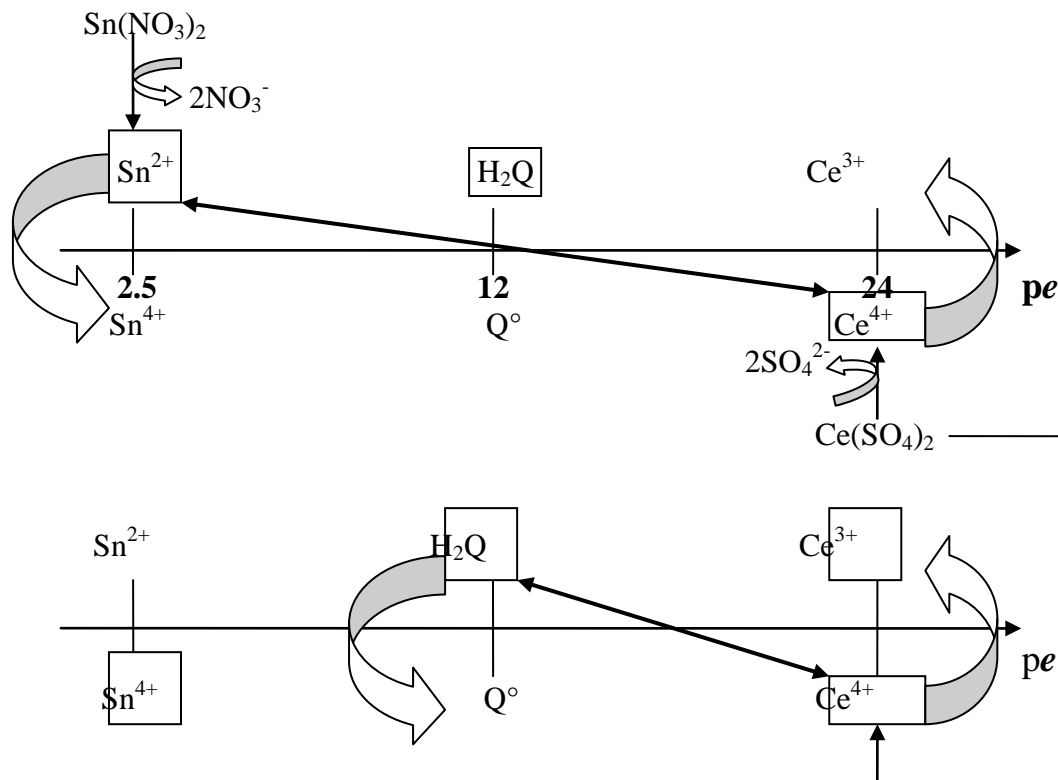 Sn(NO₃)₂
2NO₃⁻
Sn²⁺ H₂Q Ce³⁺
2.5 12 24 pe
Sn⁴⁺ Q° Ce⁴⁺
2SO₄²⁻
Ce(SO₄)₂
Sn²⁺ H₂Q Ce³⁺
pe
Sn⁴⁺ Q° Ce⁴⁺